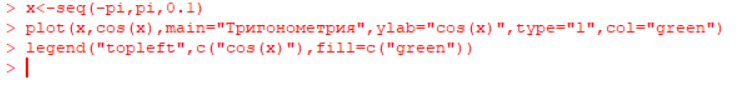 > x<-seq(-pi,pi,0.1)
> plot(x,cos(x),main="Тригонометрия",ylab="cos(x)",type="l",col="green")
> legend("topleft",c("cos(x)"),fill=c("green"))
>